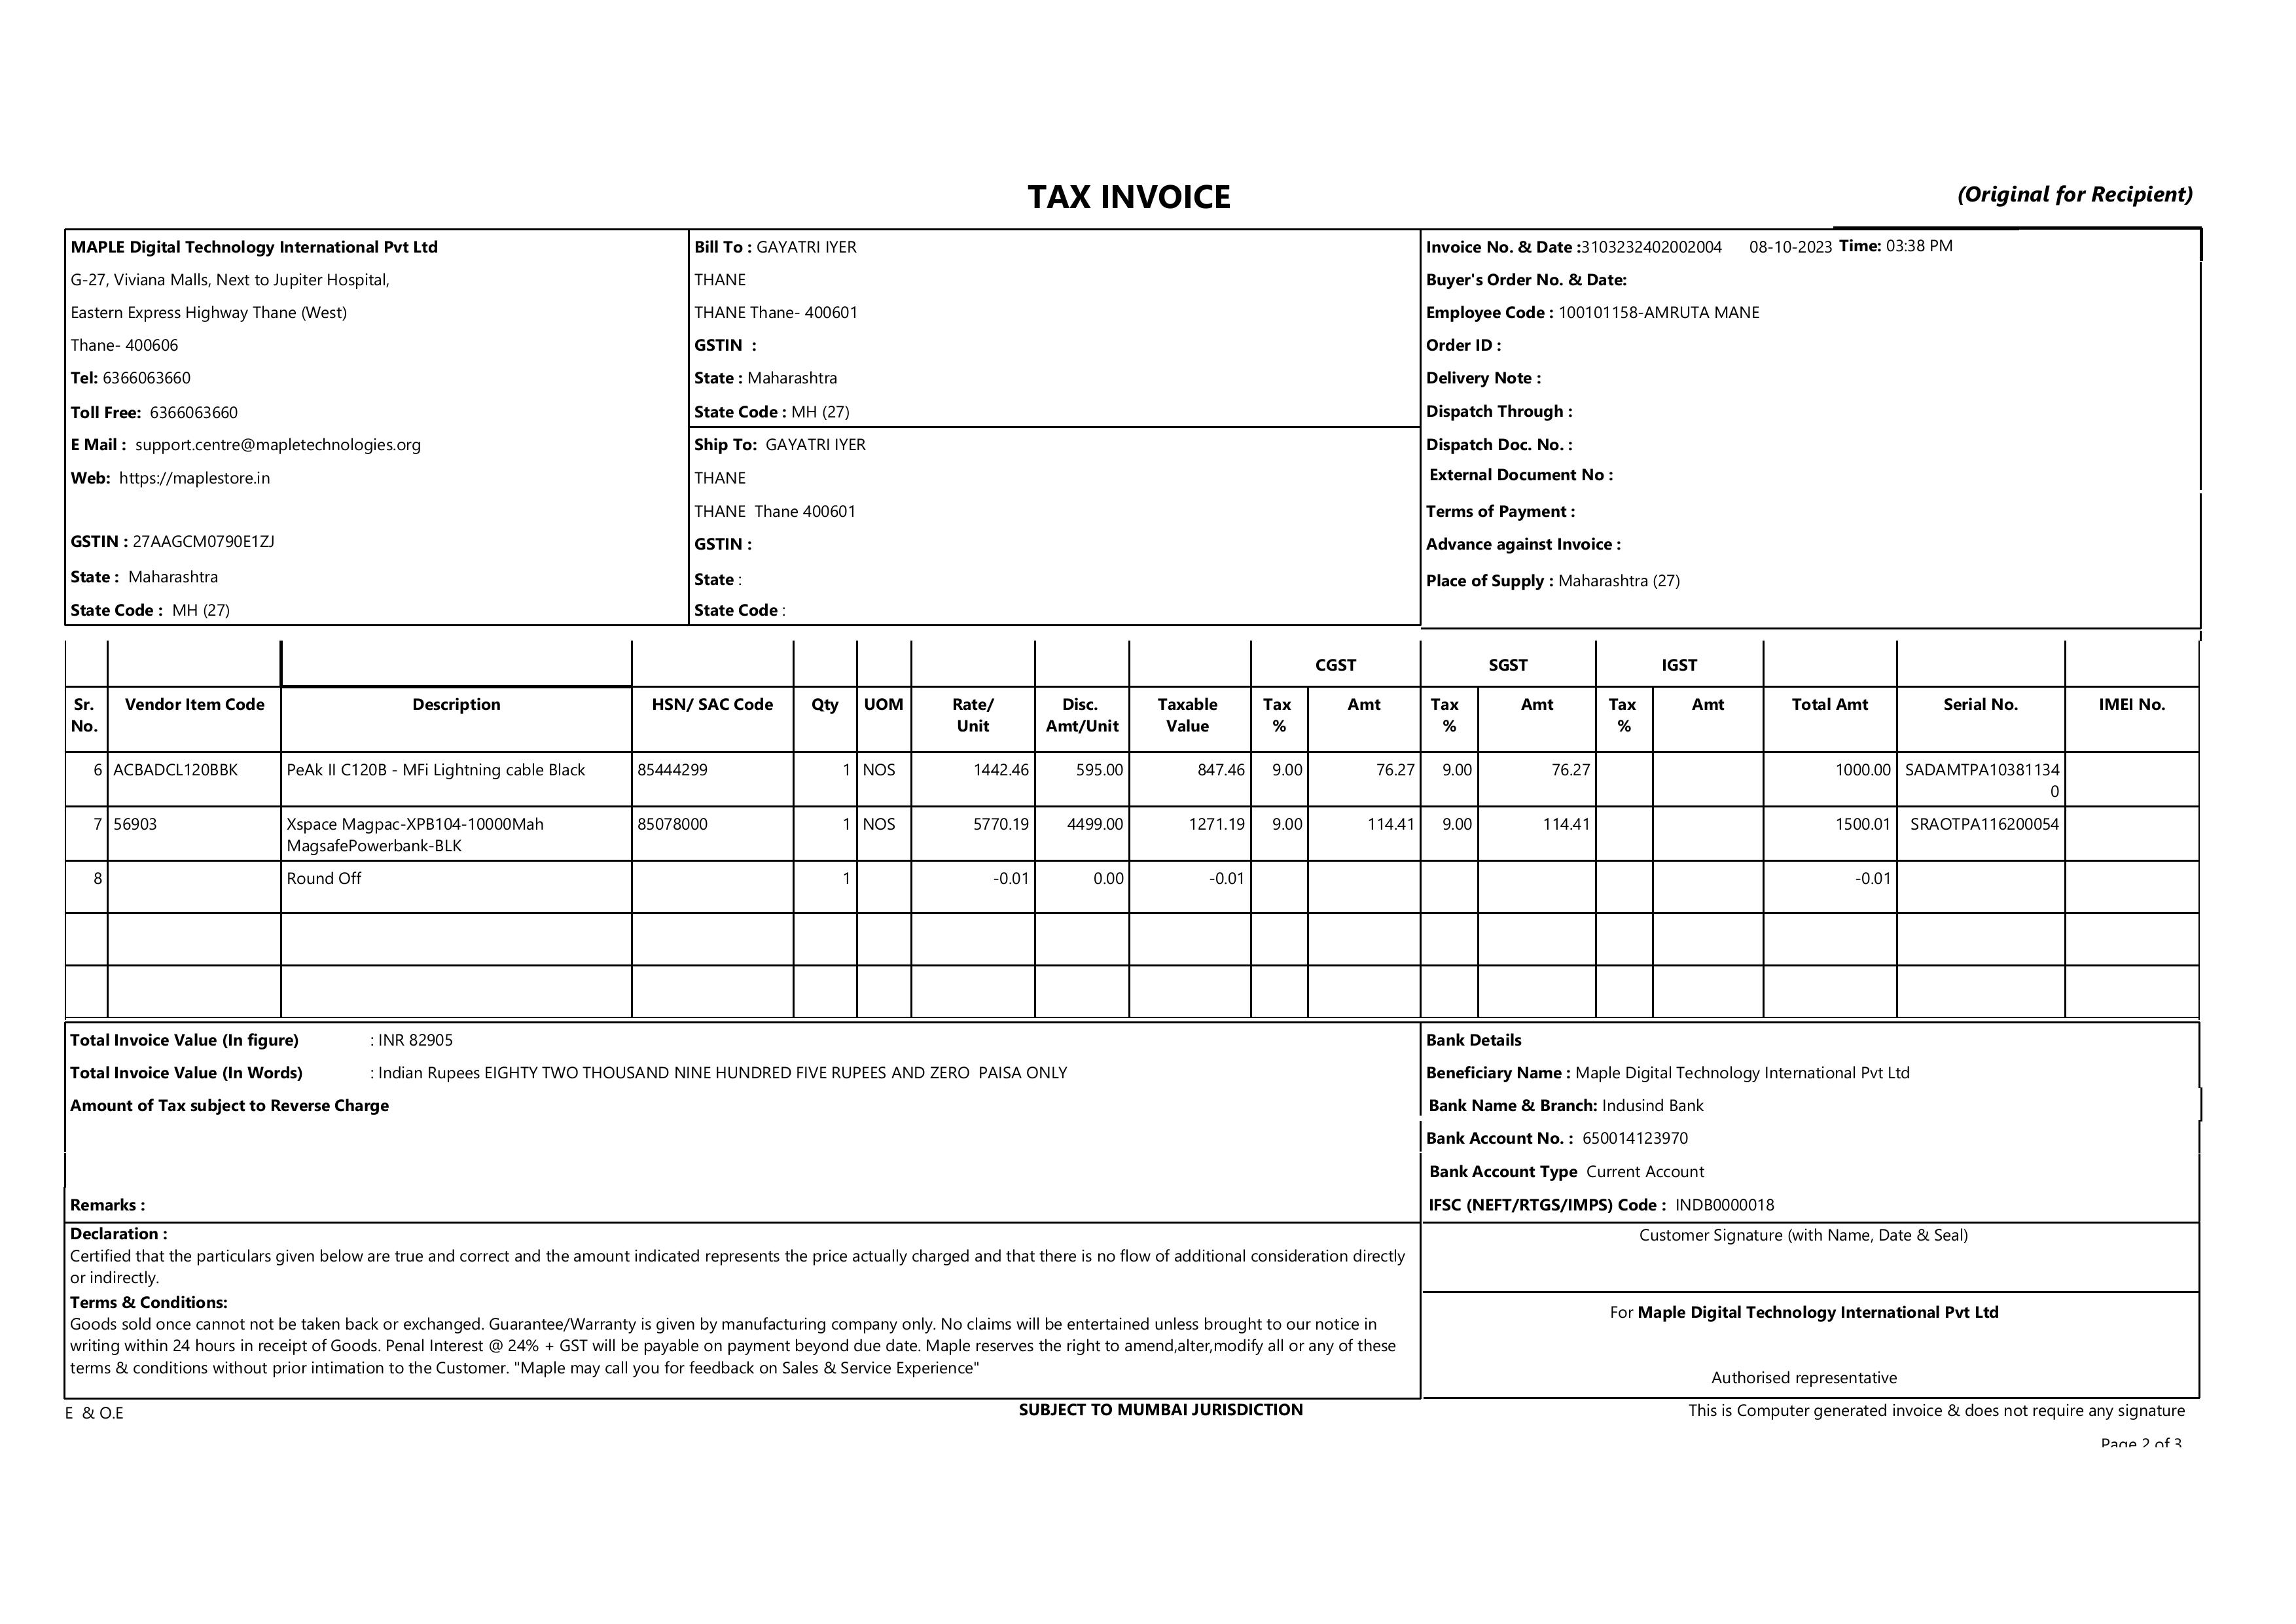 TAX INVOICE
(Original for Recipient)
MAPLE Digital Technology International Pvt Ltd
G-27, Viviana Malls, Next to Jupiter Hospital,
Eastern Express Highway Thane (West)
Thane- 400606
Tel: 6366063660
Toll Free: 6366063660
E Mail : support.centre@mapletechnologies.org
Web: https://maplestore.in
GSTIN : 27AAGCM0790E1ZJ
State : Maharashtra
State Code : MH (27)
Bill To : GAYATRI IYER
THANE
THANE Thane- 400601
GSTIN :
State : Maharashtra
State Code : MH (27)
Ship To: GAYATRI IYER
THANE
THANE Thane 400601
GSTIN :
State :
State Code :
Invoice No. & Date :3103232402002004 08-10-2023 Time: 03:38 PM
Buyer's Order No. & Date:
Employee Code : 100101158-AMRUTA MANE
Order ID :
Delivery Note :
Dispatch Through :
Dispatch Doc. No. :
External Document No :
Terms of Payment :
Advance against Invoice :
Place of Supply : Maharashtra (27)
CGST SGST IGST
Sr. No. Vendor Item Code Description HSN/ SAC Code Qty UOM Rate/ Unit Disc. Amt/Unit Taxable Value Tax % Amt Tax % Amt Tax % Amt Total Amt Serial No. IMEI No.
6 ACBADCL120BBK PeAk II C120B - MFi Lightning cable Black 85444299 1 NOS 1442.46 595.00 847.46 9.00 76.27 9.00 76.27 1000.00 SADAMTPA10381134
0
7 56903 Xspace Magpac-XPB104-10000Mah 85078000 1 NOS 5770.19 4499.00 1271.19 9.00 114.41 9.00 114.41 1500.01 SRAOTPA116200054
MagsafePowerbank-BLK
8 Round Off 1 -0.01 0.00 -0.01 -0.01
Total Invoice Value (In figure) : INR 82905
Total Invoice Value (In Words) : Indian Rupees EIGHTY TWO THOUSAND NINE HUNDRED FIVE RUPEES AND ZERO PAISA ONLY
Amount of Tax subject to Reverse Charge
Remarks :
Bank Details
Beneficiary Name : Maple Digital Technology International Pvt Ltd
Bank Name & Branch: Indusind Bank
Bank Account No. : 650014123970
Bank Account Type Current Account
IFSC (NEFT/RTGS/IMPS) Code : INDB0000018
Declaration :
Certified that the particulars given below are true and correct and the amount indicated represents the price actually charged and that there is no flow of additional consideration directly
or indirectly.
Terms & Conditions:
Goods sold once cannot not be taken back or exchanged. Guarantee/Warranty is given by manufacturing company only. No claims will be entertained unless brought to our notice in
writing within 24 hours in receipt of Goods. Penal Interest @ 24% + GST will be payable on payment beyond due date. Maple reserves the right to amend,alter,modify all or any of these
terms & conditions without prior intimation to the Customer. "Maple may call you for feedback on Sales & Service Experience"
Customer Signature (with Name, Date & Seal)
For Maple Digital Technology International Pvt Ltd
Authorised representative
E & O.E
SUBJECT TO MUMBAI JURISDICTION
This is Computer generated invoice & does not require any signature
Page 2 of 3